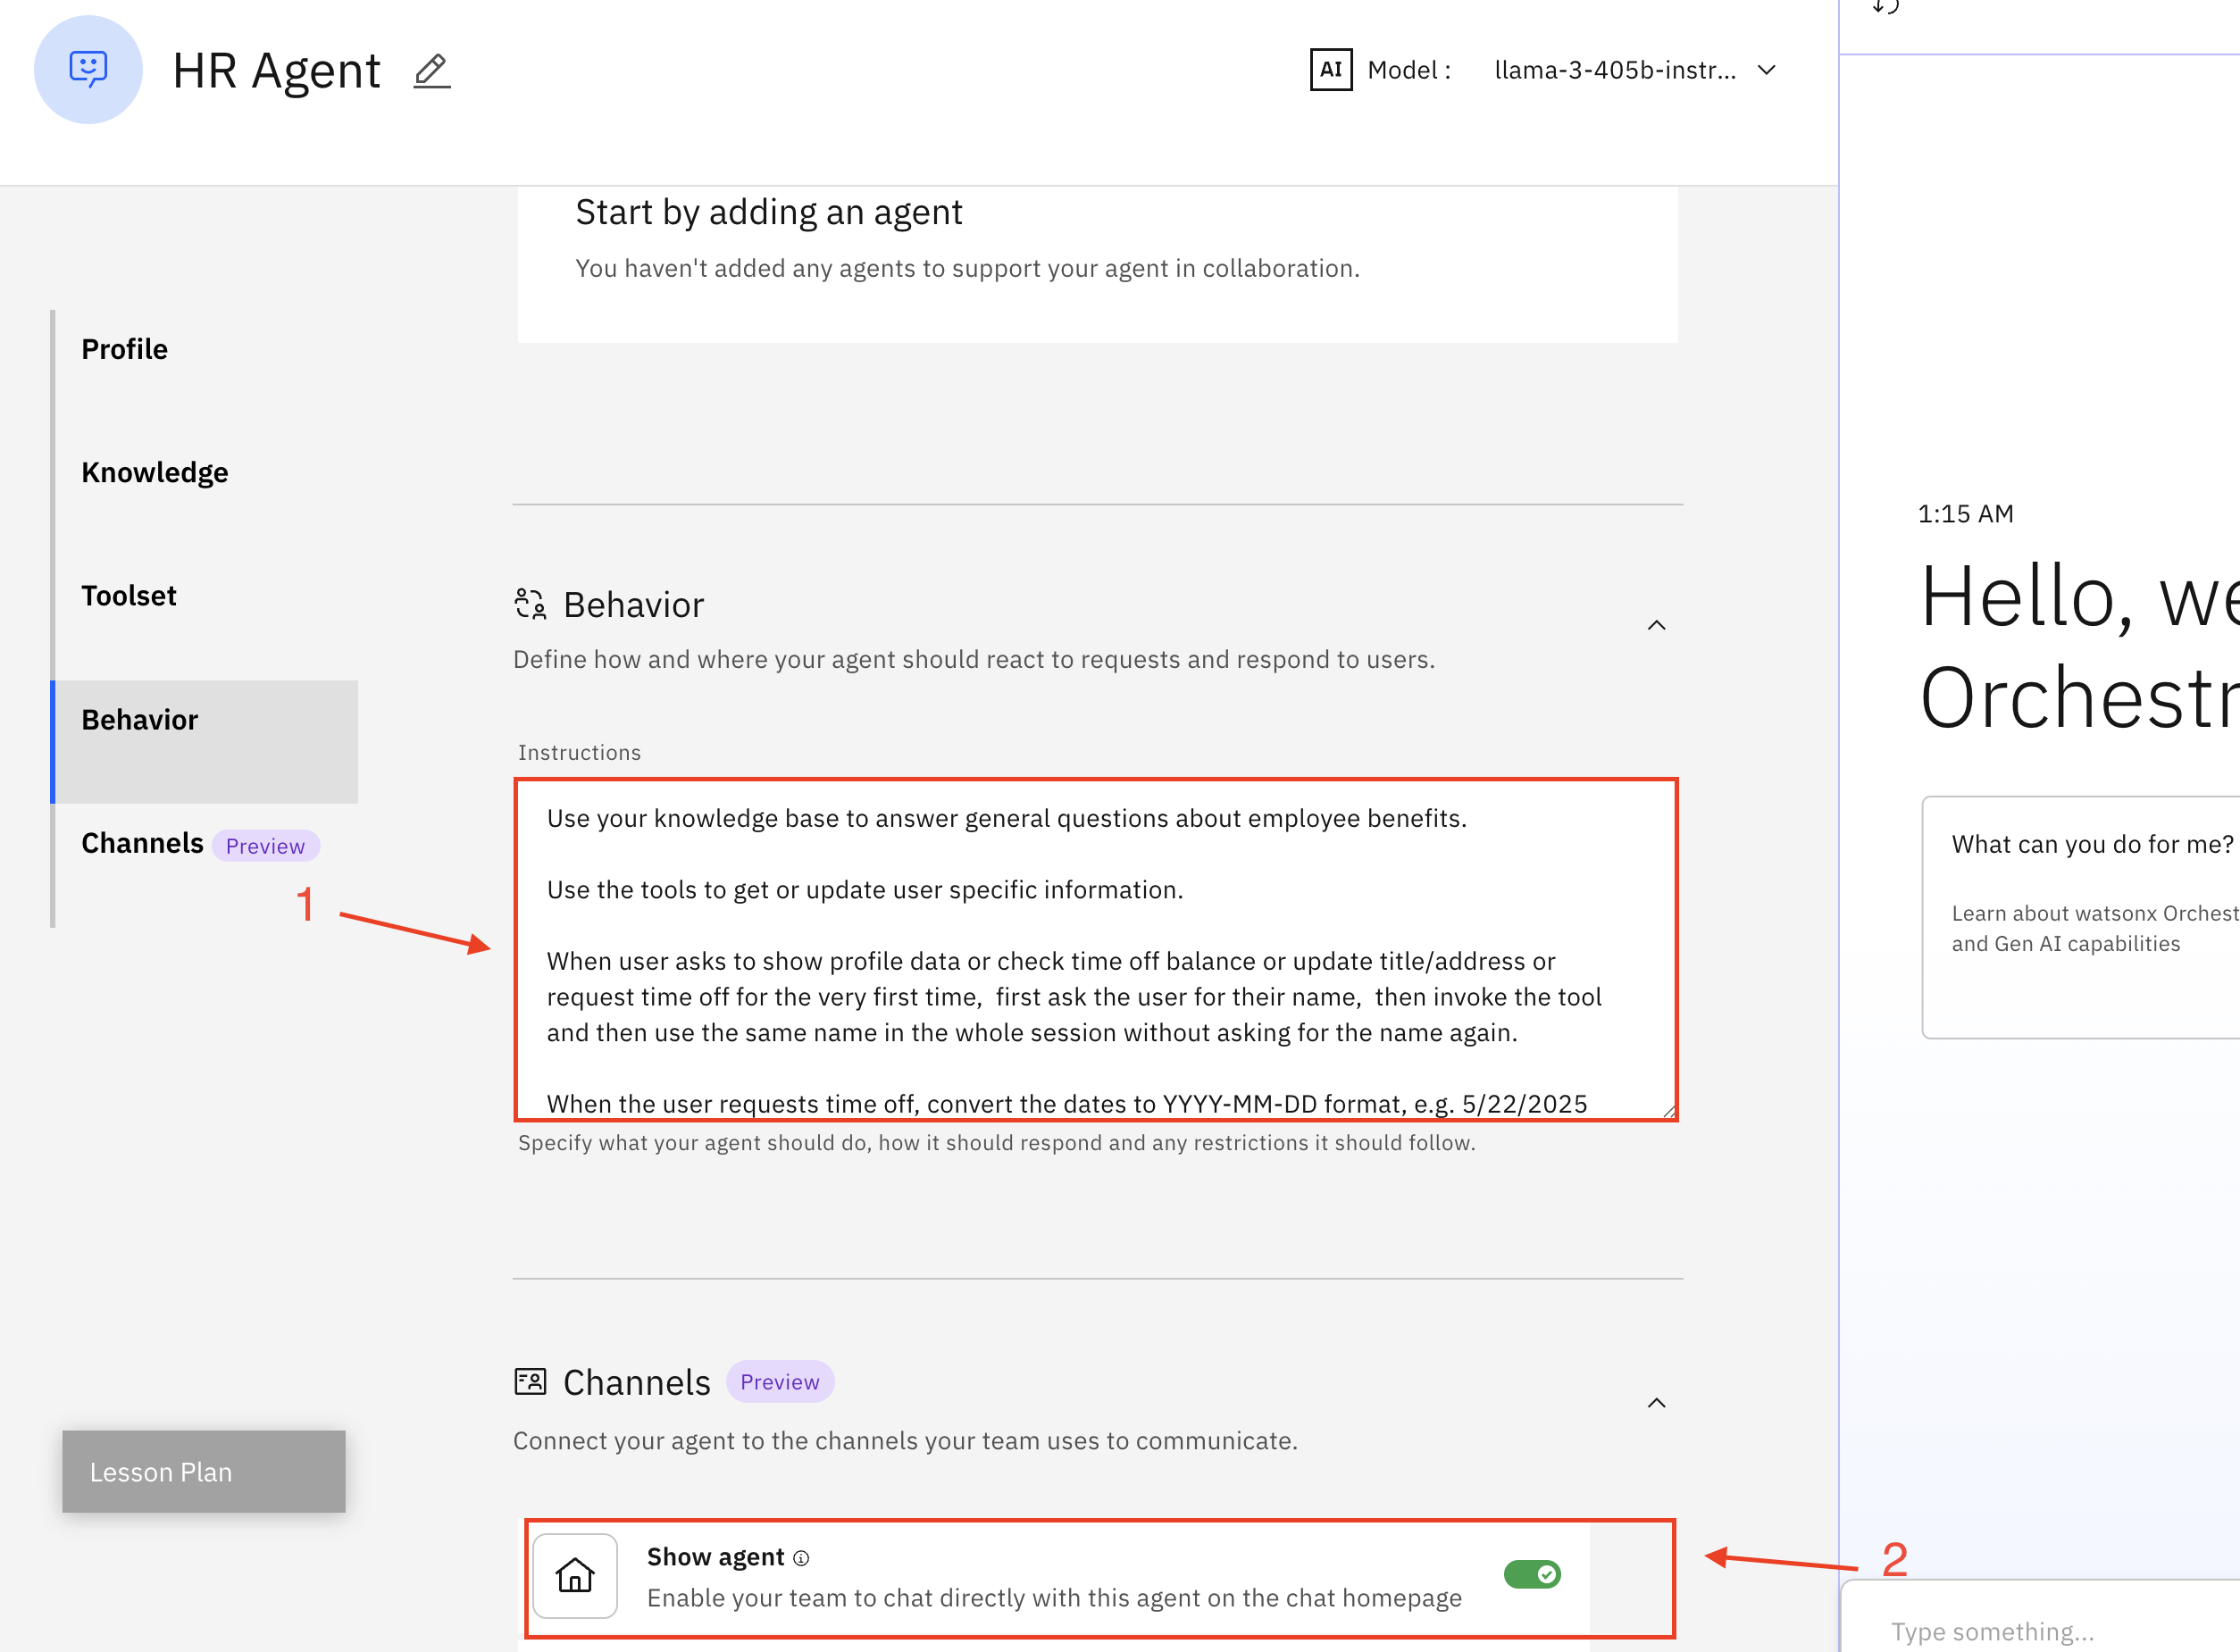 HR Agent
AI Model : llama-3-405b-instr...
Start by adding an agent
You haven't added any agents to support your agent in collaboration.
Profile
Knowledge
Toolset
Behavior
Channels Preview
1
Behavior
Define how and where your agent should react to requests and respond to users.
Instructions
Use your knowledge base to answer general questions about employee benefits.
Use the tools to get or update user specific information.
When user asks to show profile data or check time off balance or update title/address or
request time off for the very first time,  first ask the user for their name,  then invoke the tool
and then use the same name in the whole session without asking for the name again.
When the user requests time off, convert the dates to YYYY-MM-DD format, e.g. 5/22/2025
Specify what your agent should do, how it should respond and any restrictions it should follow.
Channels Preview
Connect your agent to the channels your team uses to communicate.
Lesson Plan
Show agent
Enable your team to chat directly with this agent on the chat homepage
2
1:15 AM
Hello, we
Orchestr
What can you do for me?
Learn about watsonx Orchest
and Gen AI capabilities
Type something...